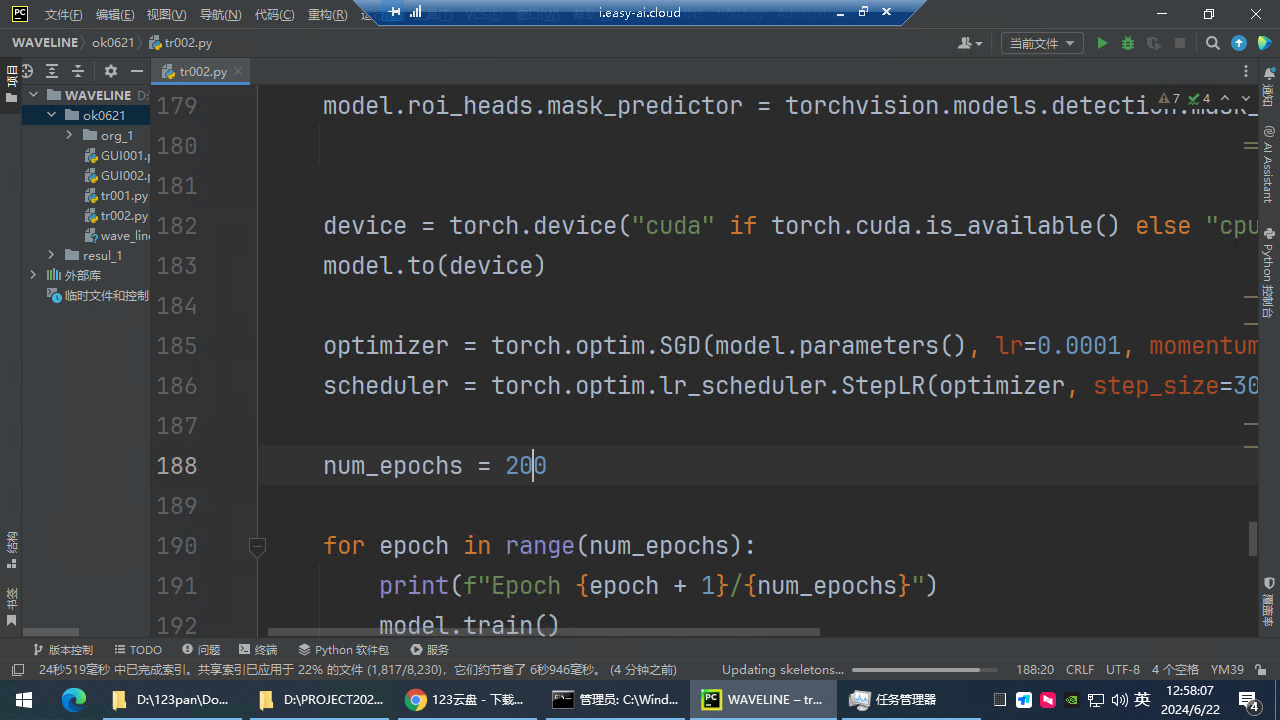 PC 文件(F) 编辑(E) 视图(V) 导航(N) 代码(C) 重构(R) i.easy-ai.cloud
WAVELINE ok0621 tr002.py 当前文件
项目 tr002.py
WAVELINE D:
ok0621
org_1
GUI001.p
GUI002.p
tr001.py
tr002.py
wave_line
resul_1
外部库
临时文件和控制
7 4
179 model.roi_heads.mask_predictor = torchvision.models.detection.mask_
180
181
182 device = torch.device("cuda" if torch.cuda.is_available() else "cpu
183 model.to(device)
184
185 optimizer = torch.optim.SGD(model.parameters(), lr=0.0001, momentum
186 scheduler = torch.optim.lr_scheduler.StepLR(optimizer, step_size=30
187
188 num_epochs = 200
189
190 for epoch in range(num_epochs):
191 print(f"Epoch {epoch + 1}/{num_epochs}")
192 model.train()
通知
AI Assistant
Python 控制台
覆盖率
结构
书签
版本控制 TODO 问题 终端 Python 软件包 服务
24秒519毫秒 中已完成索引。共享索引已应用于 22% 的文件 (1,817/8,230)，它们约节省了 6秒946毫秒。 (4 分钟之前) Updating skeletons... 188:20 CRLF UTF-8 4 个空格 YM39
D:\123pan\Do... D:\PROJECT202... 123云盘 - 下载... 管理员: C:\Wind... PC WAVELINE – tr... 任务管理器 英 12:58:07
2024/6/22 4